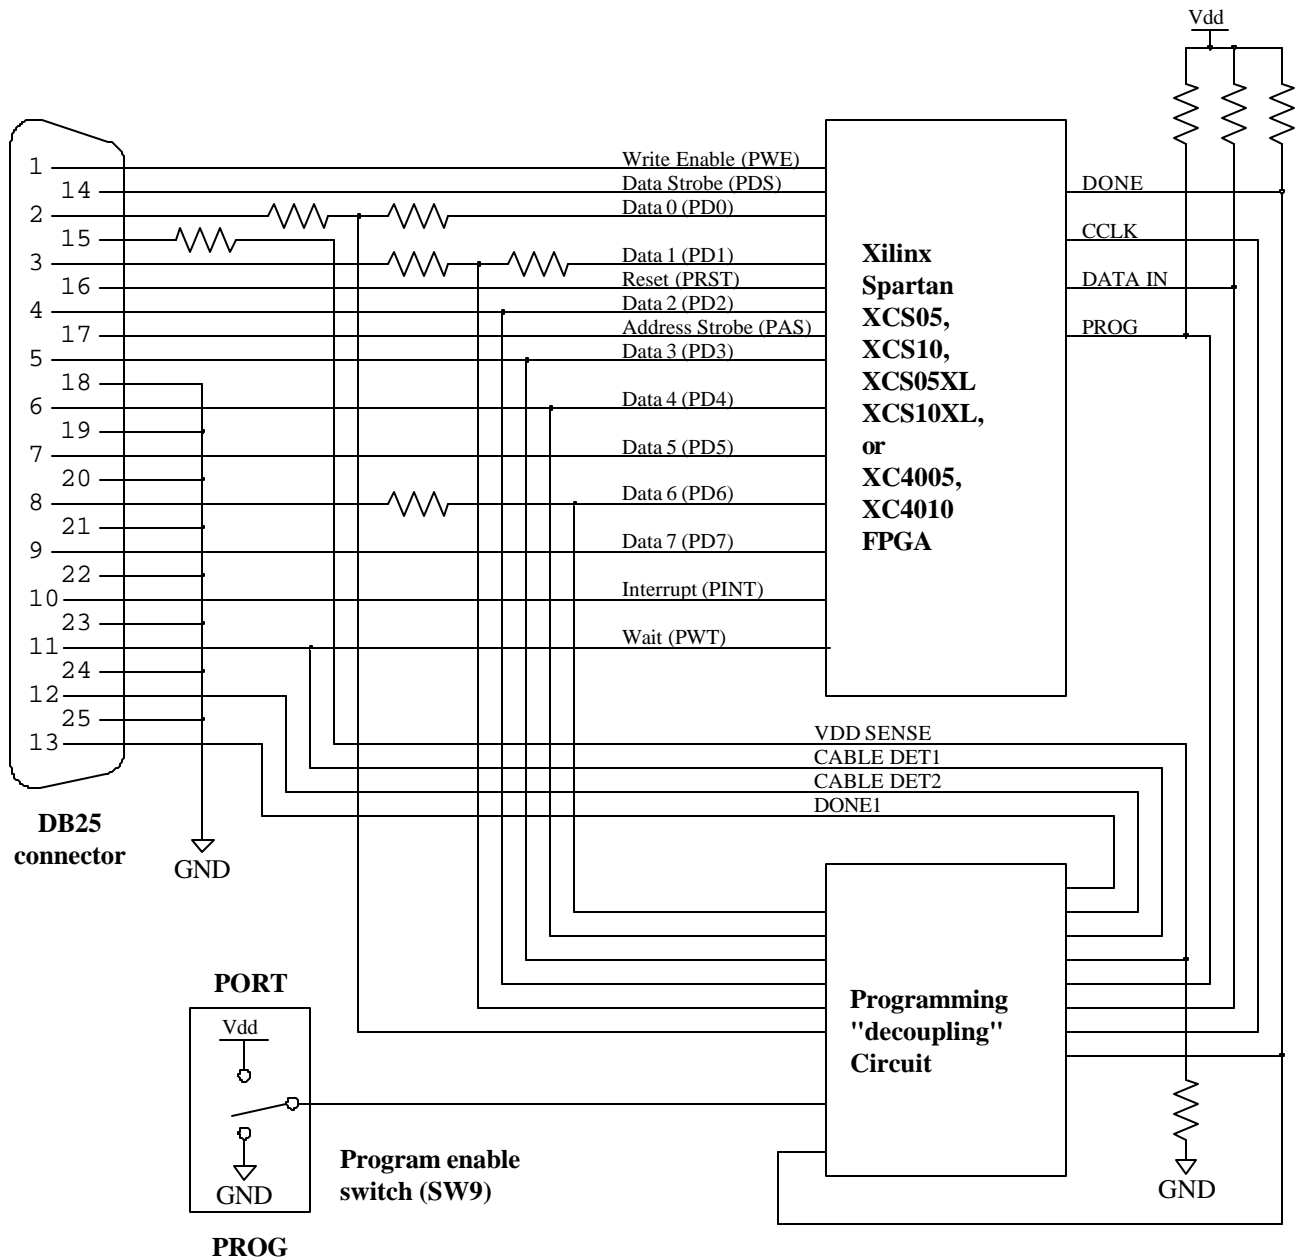 Vdd
1
Write Enable (PWE)
14
Data Strobe (PDS)
DONE
2
Data 0 (PD0)
15
CCLK
3
Data 1 (PD1)
16
Reset (PRST)
DATA IN
4
Data 2 (PD2)
17
Address Strobe (PAS)
PROG
5
Data 3 (PD3)
18
6
Data 4 (PD4)
19
7
Data 5 (PD5)
20
8
Data 6 (PD6)
21
9
Data 7 (PD7)
22
10
Interrupt (PINT)
23
11
Wait (PWT)
24
12
25
13
Xilinx
Spartan
XCS05,
XCS10,
XCS05XL
XCS10XL,
or
XC4005,
XC4010
FPGA
VDD SENSE
CABLE DET1
CABLE DET2
DONE1
DB25
connector
GND
PORT
Vdd
GND
PROG
Program enable
switch (SW9)
Programming
"decoupling"
Circuit
GND